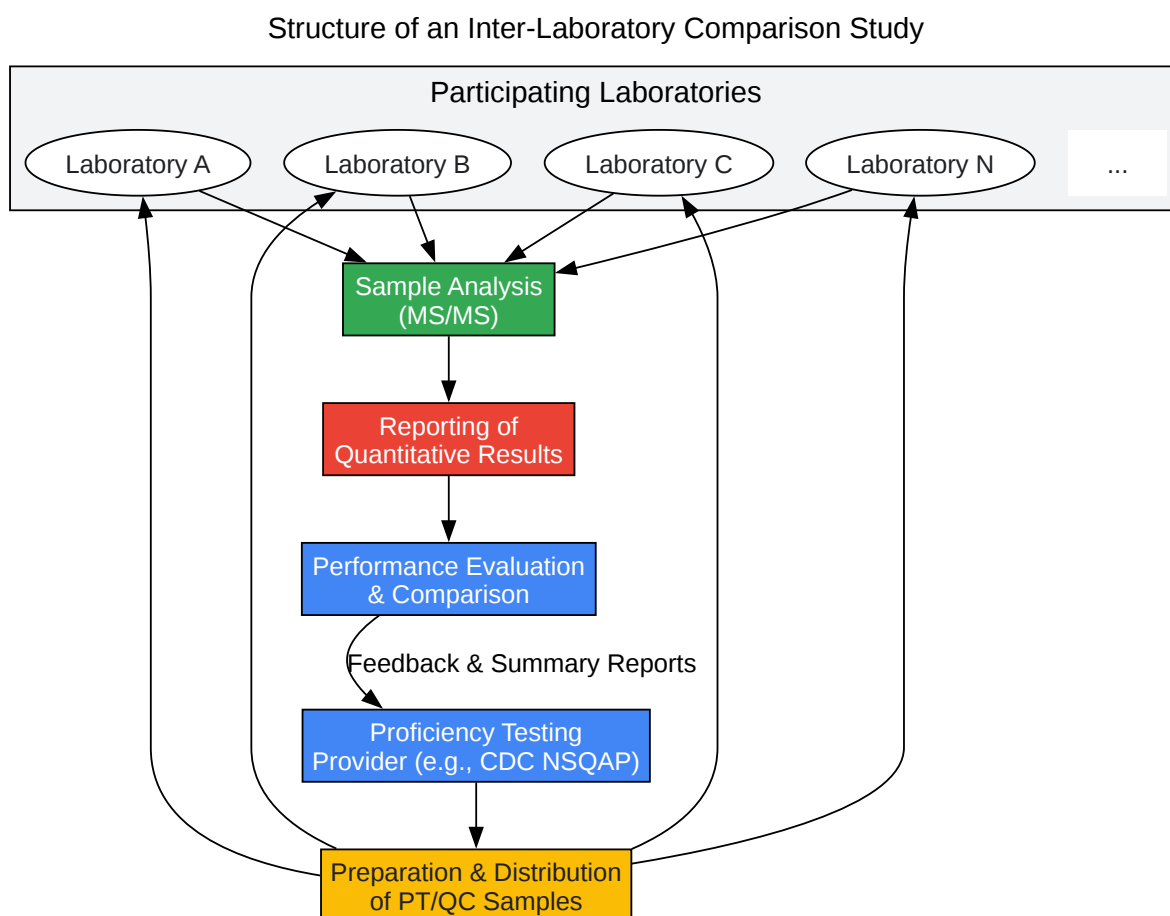 Structure of an Inter-Laboratory Comparison Study
Participating Laboratories
Laboratory A
Laboratory B
Laboratory C
Laboratory N
...
Sample Analysis
(MS/MS)
Reporting of
Quantitative Results
Performance Evaluation
& Comparison
Feedback & Summary Reports
Proficiency Testing
Provider (e.g., CDC NSQAP)
Preparation & Distribution
of PT/QC Samples